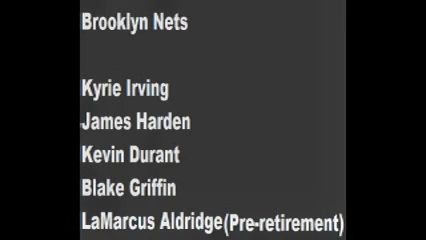 Brooklyn Nets
Kyrie Irving
James Harden
Kevin Durant
Blake Griffin
LaMarcus Aldridge(Pre-retirement)